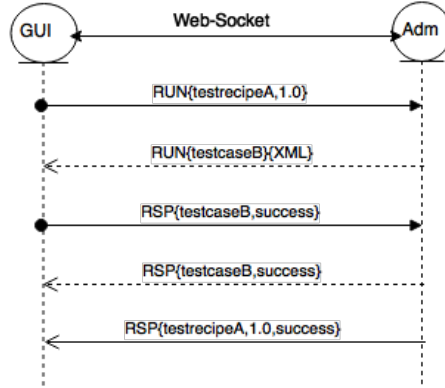 Web-Socket
GUI
Adm
RUN{testrecipeA,1.0}
RUN{testcaseB}{XML}
RSP{testcaseB,success}
RSP{testcaseB,success}
RSP{testrecipeA,1.0,success}